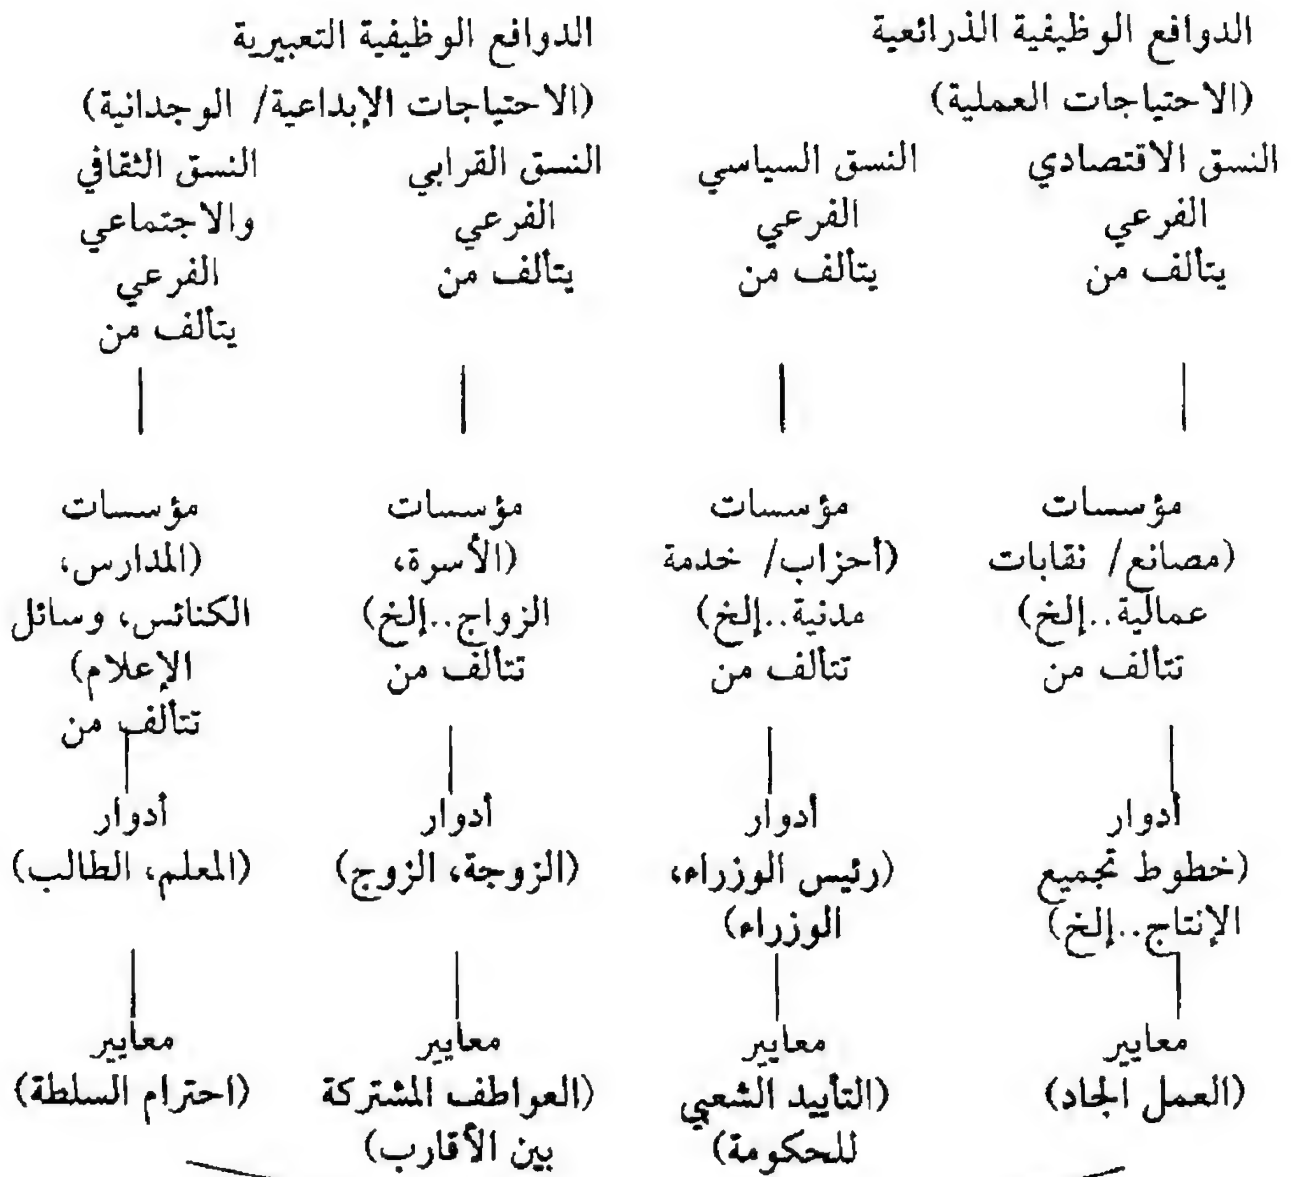 الدوافع الوظيفية الذرائعية
(الاحتياجات العملية)
الدوافع الوظيفية التعبيرية
(الاحتياجات الإبداعية/ الوجدانية)
النسق الاقتصادي
الفرعي
يتألف من
النسق السياسي
الفرعي
يتألف من
النسق القرابي
الفرعي
يتألف من
النسق الثقافي
والاجتماعي
الفرعي
يتألف من
مؤسسات
(مصانع/ نقابات
عمالية..إلخ)
تتألف من
مؤسسات
(أحزاب/ خدمة
مدنية..إلخ)
تتألف من
مؤسسات
(الأسرة،
الزواج..إلخ)
تتألف من
مؤسسات
(المدارس،
الكنائس، وسائل
الإعلام)
تتألف من
أدوار
(خطوط تجميع
الإنتاج..إلخ)
أدوار
(رئيس الوزراء،
الوزراء)
أدوار
(الزوجة، الزوج)
أدوار
(المعلم، الطالب)
معايير
(العمل الجاد)
معايير
(التأييد الشعبي
للحكومة)
معايير
(العواطف المشتركة
بين الأقارب)
معايير
(احترام السلطة)